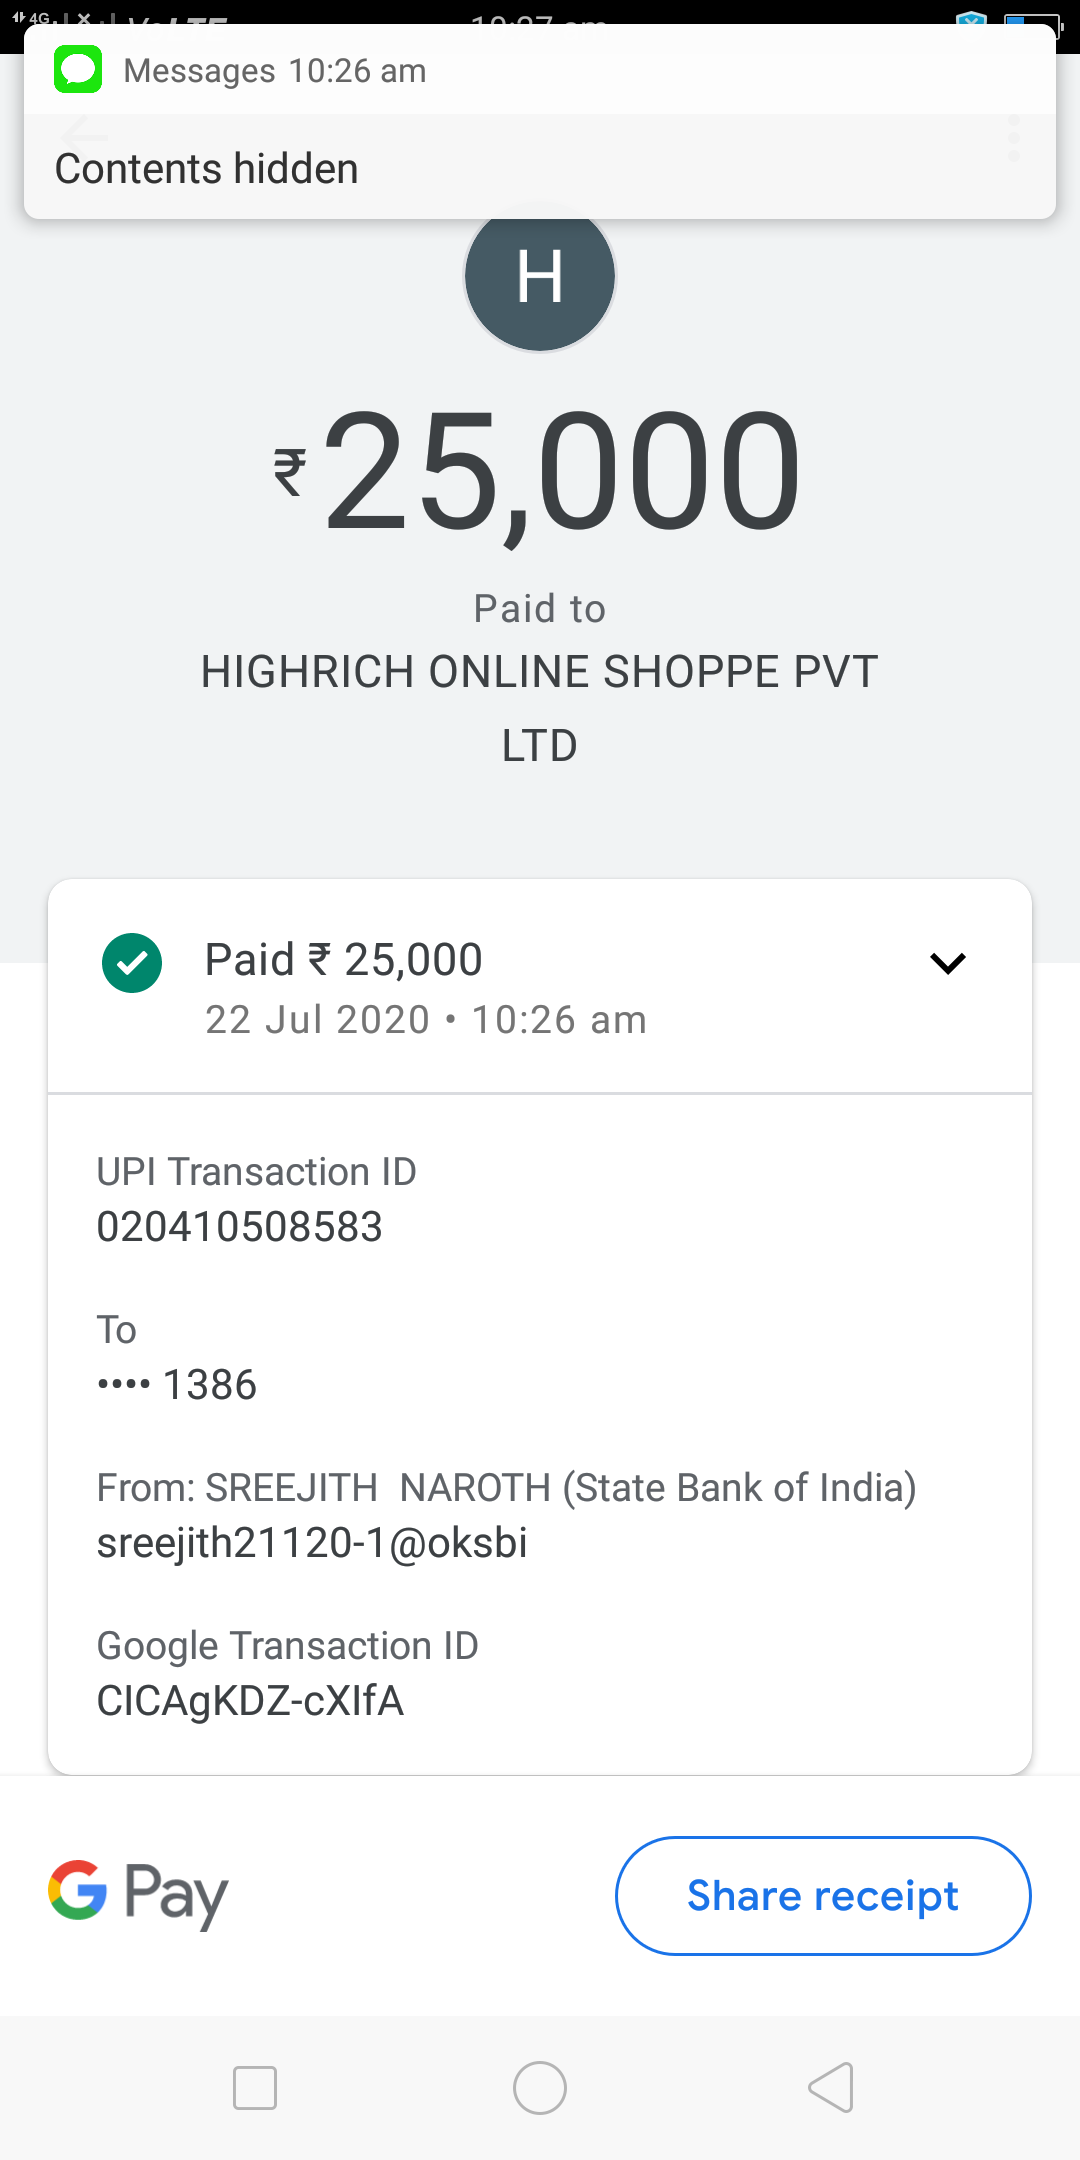 4G
Messages 10:26 am
Contents hidden
H
₹25,000
Paid to
HIGHRICH ONLINE SHOPPE PVT
LTD
Paid ₹ 25,000
22 Jul 2020 • 10:26 am
UPI Transaction ID
020410508583
To
•••• 1386
From: SREEJITH  NAROTH (State Bank of India)
sreejith21120-1@oksbi
Google Transaction ID
CICAgKDZ-cXIfA
G Pay
Share receipt